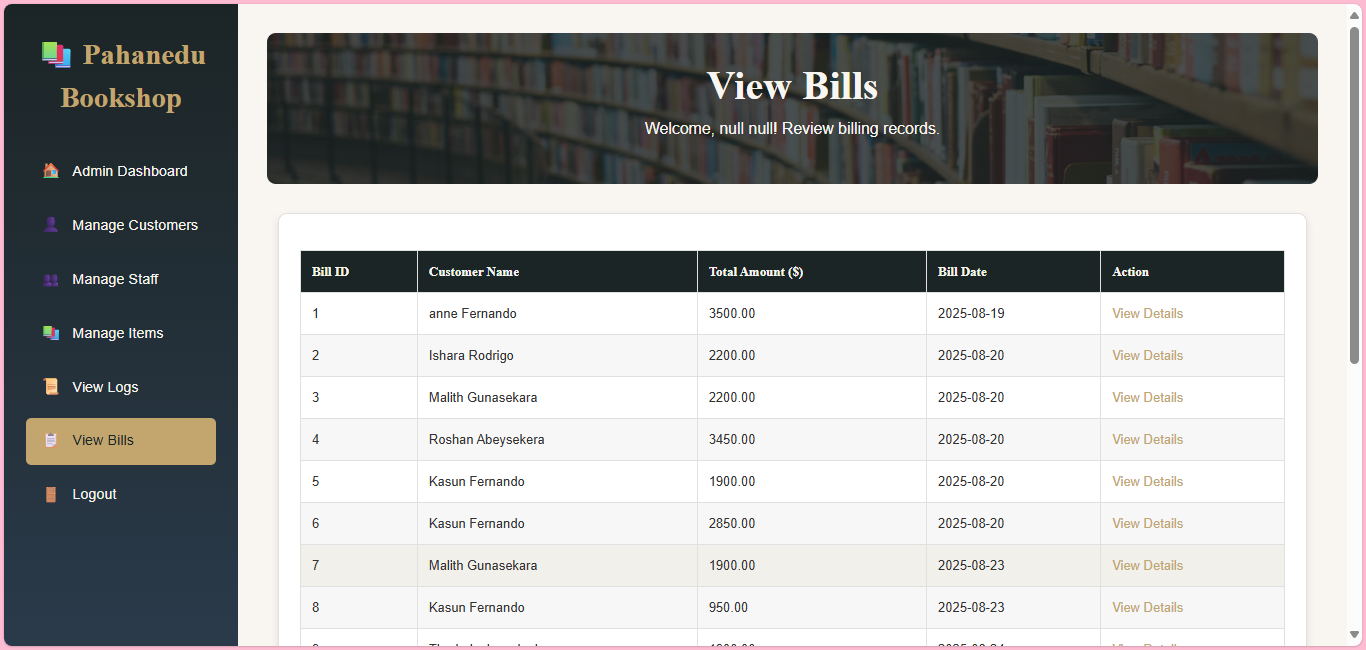 Pahanedu
Bookshop
Admin Dashboard
Manage Customers
Manage Staff
Manage Items
View Logs
View Bills
Logout
View Bills
Welcome, null null! Review billing records.
Bill ID Customer Name Total Amount ($) Bill Date Action
1 anne Fernando 3500.00 2025-08-19 View Details
2 Ishara Rodrigo 2200.00 2025-08-20 View Details
3 Malith Gunasekara 2200.00 2025-08-20 View Details
4 Roshan Abeysekera 3450.00 2025-08-20 View Details
5 Kasun Fernando 1900.00 2025-08-20 View Details
6 Kasun Fernando 2850.00 2025-08-20 View Details
7 Malith Gunasekara 1900.00 2025-08-23 View Details
8 Kasun Fernando 950.00 2025-08-23 View Details